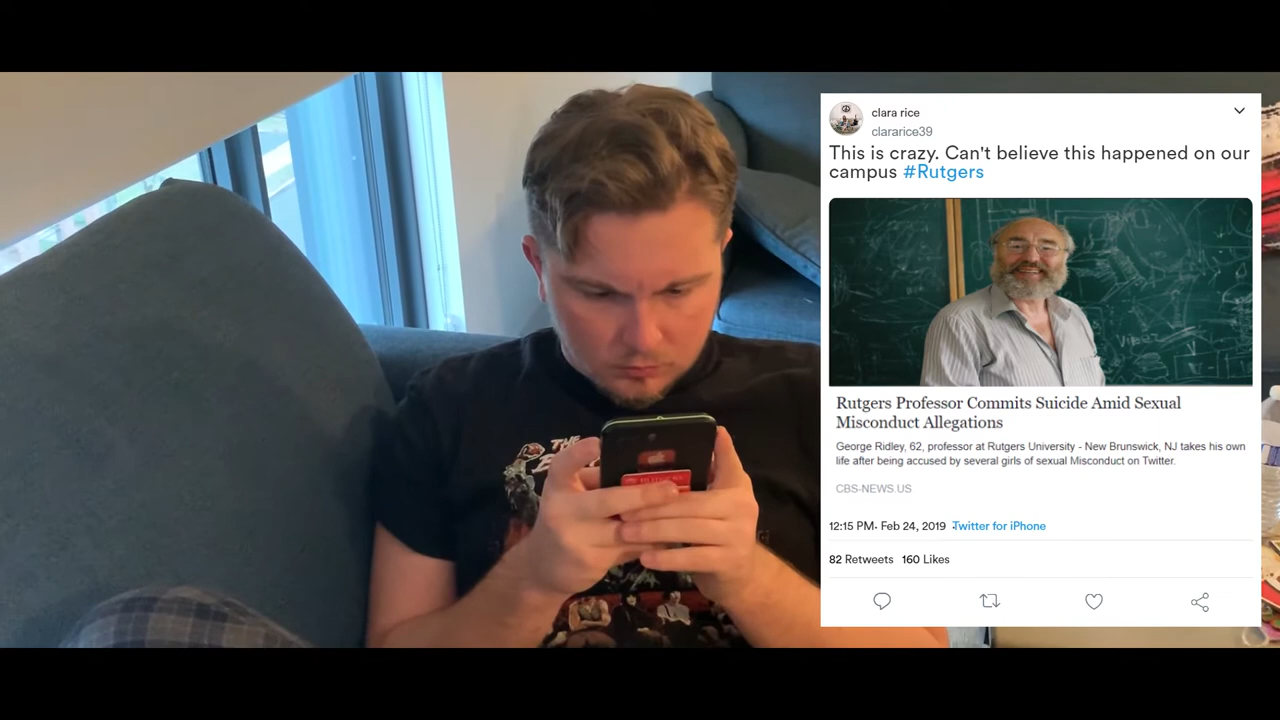 clara rice
clararice39
This is crazy. Can't believe this happened on our
campus #Rutgers
Rutgers Professor Commits Suicide Amid Sexual
Misconduct Allegations
George Ridley, 62, professor at Rutgers University - New Brunswick, NJ takes his own
life after being accused by several girls of sexual Misconduct on Twitter.
CBS-NEWS.US
12:15 PM· Feb 24, 2019 Twitter for iPhone
82 Retweets 160 Likes
THE